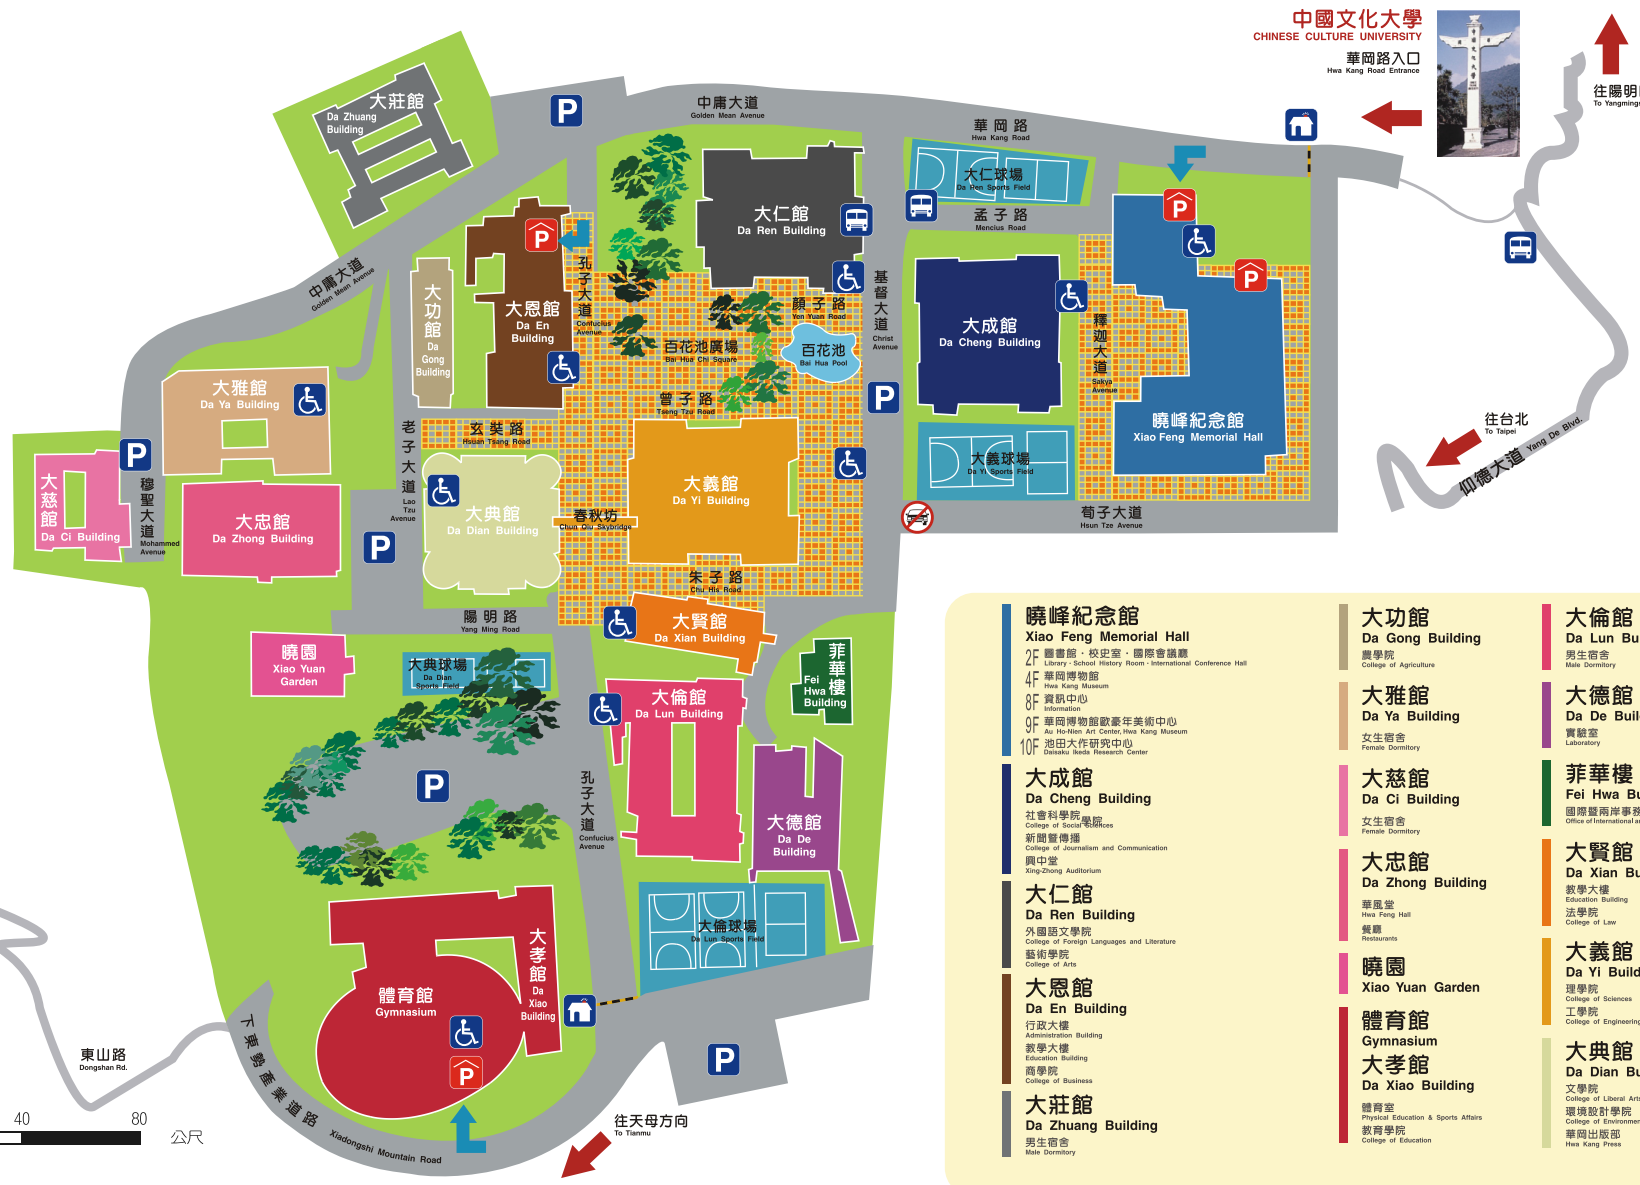 中國文化大學
CHINESE CULTURE UNIVERSITY
華岡路入口
Hwa Kang Road Entrance
往陽明
To Yangming
往台北
To Taipei
仰德大道 Yang De Blvd.
中庸大道
Golden Mean Avenue
華岡路
Hwa Kang Road
大仁球場
Da Ren Sports Field
孟子路
Mencius Road
大莊館
Da Zhuang
Building
P
大仁館
Da Ren Building
P
P
P
大恩館
Da En
Building
孔子大道
Confucius
Avenue
大功館
Da
Gong
Building
中庸大道
Golden Mean Avenue
顏子路
Yen Yuan Road
百花池廣場
Bai Hua Chi Square
百花池
Bai Hua Pool
基督大道
Christ
Avenue
大成館
Da Cheng Building
釋迦大道
Sakya
Avenue
曉峰紀念館
Xiao Feng Memorial Hall
曾子路
Tseng Tzu Road
P
大雅館
Da Ya Building
玄奘路
Hsuan Tsang Road
老子大道
Lao
Tzu
Avenue
P
大慈館
Da Ci Building
穆聖大道
Mohammed
Avenue
大忠館
Da Zhong Building
P
大典館
Da Dian Building
春秋坊
Chun Qiu Skybridge
大義館
Da Yi Building
大義球場
Da Yi Sports Field
荀子大道
Hsun Tze Avenue
朱子路
Chu His Road
陽明路
Yang Ming Road
大賢館
Da Xian Building
曉園
Xiao Yuan
Garden
大典球場
Da Dian
Sports Field
菲華樓
Fei
Hwa
Building
大倫館
Da Lun Building
P
孔子大道
Confucius
Avenue
大德館
Da De
Building
大倫球場
Da Lun Sports Field
大孝館
Da
Xiao
Building
體育館
Gymnasium
P
P
下東勢產業道路
Xiadongshi Mountain Road
東山路
Dongshan Rd.
往天母方向
To Tianmu
40
80
公尺
曉峰紀念館
Xiao Feng Memorial Hall
2F 圖書館・校史室・國際會議廳
Library・School History Room・International Conference Hall
4F 華岡博物館
Hwa Kang Museum
8F 資訊中心
Information
9F 華岡博物館歐豪年美術中心
Au Ho-Nien Art Center, Hwa Kang Museum
10F 池田大作研究中心
Daisaku Ikeda Research Center
大成館
Da Cheng Building
社會科學院
學院
College of Social Sciences
新聞暨傳播
College of Journalism and Communication
興中堂
Xing-Zhong Auditorium
大仁館
Da Ren Building
外國語文學院
College of Foreign Languages and Literature
藝術學院
College of Arts
大恩館
Da En Building
行政大樓
Administration Building
教學大樓
Education Building
商學院
College of Business
大莊館
Da Zhuang Building
男生宿舍
Male Dormitory
大功館
Da Gong Building
農學院
College of Agriculture
大雅館
Da Ya Building
女生宿舍
Female Dormitory
大慈館
Da Ci Building
女生宿舍
Female Dormitory
大忠館
Da Zhong Building
華風堂
Hwa Feng Hall
餐廳
Restaurants
曉園
Xiao Yuan Garden
體育館
Gymnasium
大孝館
Da Xiao Building
體育室
Physical Education & Sports Affairs
教育學院
College of Education
大倫館
Da Lun Bu
男生宿舍
Male Dormitory
大德館
Da De Buil
實驗室
Laboratory
菲華樓
Fei Hwa Bu
國際暨兩岸事務
Office of International a
大賢館
Da Xian Bu
教學大樓
Education Building
法學院
College of Law
大義館
Da Yi Build
理學院
College of Sciences
工學院
College of Engineering
大典館
Da Dian Bu
文學院
College of Liberal Arts
環境設計學院
College of Environmen
華岡出版部
Hwa Kang Press